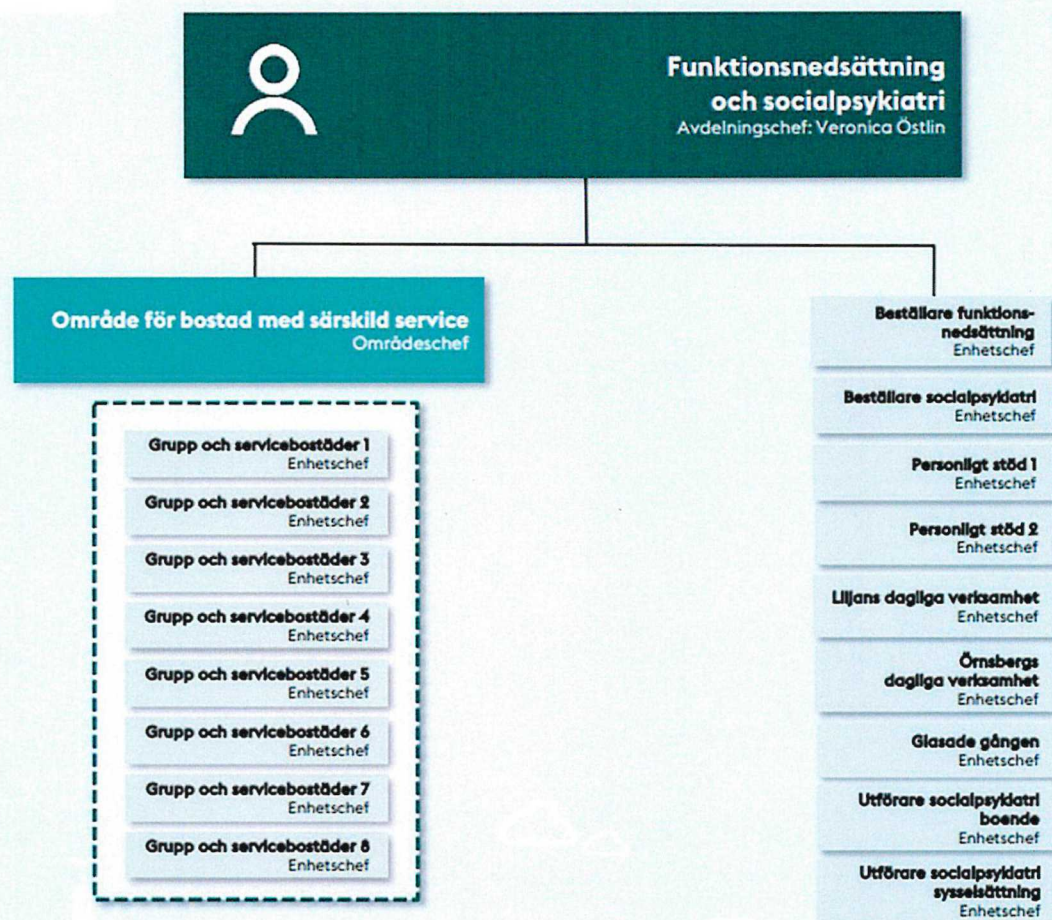 Funktionsnedsättning
och socialpsykiatri
Avdelningschef: Veronica Östlin
Område för bostad med särskild service
Områdeschef
Grupp och servicebostäder 1
Enhetschef
Grupp och servicebostäder 2
Enhetschef
Grupp och servicebostäder 3
Enhetschef
Grupp och servicebostäder 4
Enhetschef
Grupp och servicebostäder 5
Enhetschef
Grupp och servicebostäder 6
Enhetschef
Grupp och servicebostäder 7
Enhetschef
Grupp och servicebostäder 8
Enhetschef
Beställare funktions-
nedsättning
Enhetschef
Beställare socialpsykiatri
Enhetschef
Personligt stöd 1
Enhetschef
Personligt stöd 2
Enhetschef
Liljans dagliga verksamhet
Enhetschef
Örnsbergs
dagliga verksamhet
Enhetschef
Glasade gången
Enhetschef
Utförare socialpsykiatri
boende
Enhetschef
Utförare socialpsykiatri
sysselsättning
Enhetschef